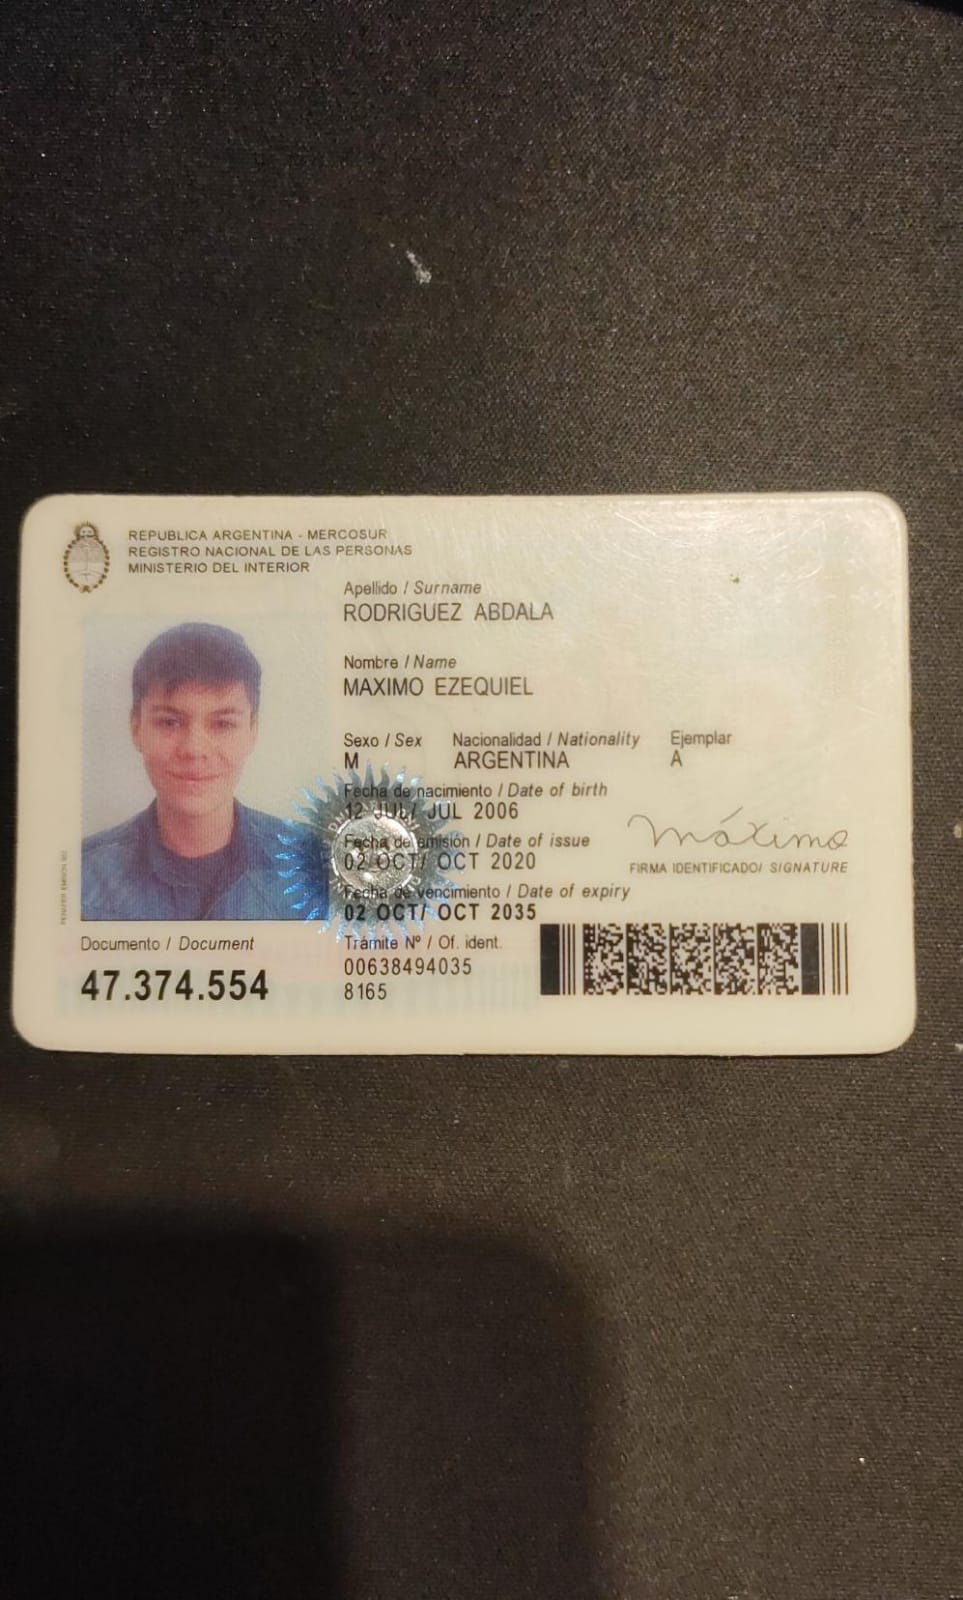 REPUBLICA ARGENTINA - MERCOSUR
REGISTRO NACIONAL DE LAS PERSONAS
MINISTERIO DEL INTERIOR
Apellido / Surname
RODRIGUEZ ABDALA
Nombre / Name
MAXIMO EZEQUIEL
Sexo / Sex Nacionalidad / Nationality Ejemplar
M ARGENTINA A
Fecha de nacimiento / Date of birth
12 JUL/ JUL 2006
Fecha de emisión / Date of issue
02 OCT/ OCT 2020
máximo
FIRMA IDENTIFICADO/ SIGNATURE
Fecha de vencimiento / Date of expiry
02 OCT/ OCT 2035
Documento / Document
47.374.554
Trámite Nº / Of. ident.
00638494035
8165